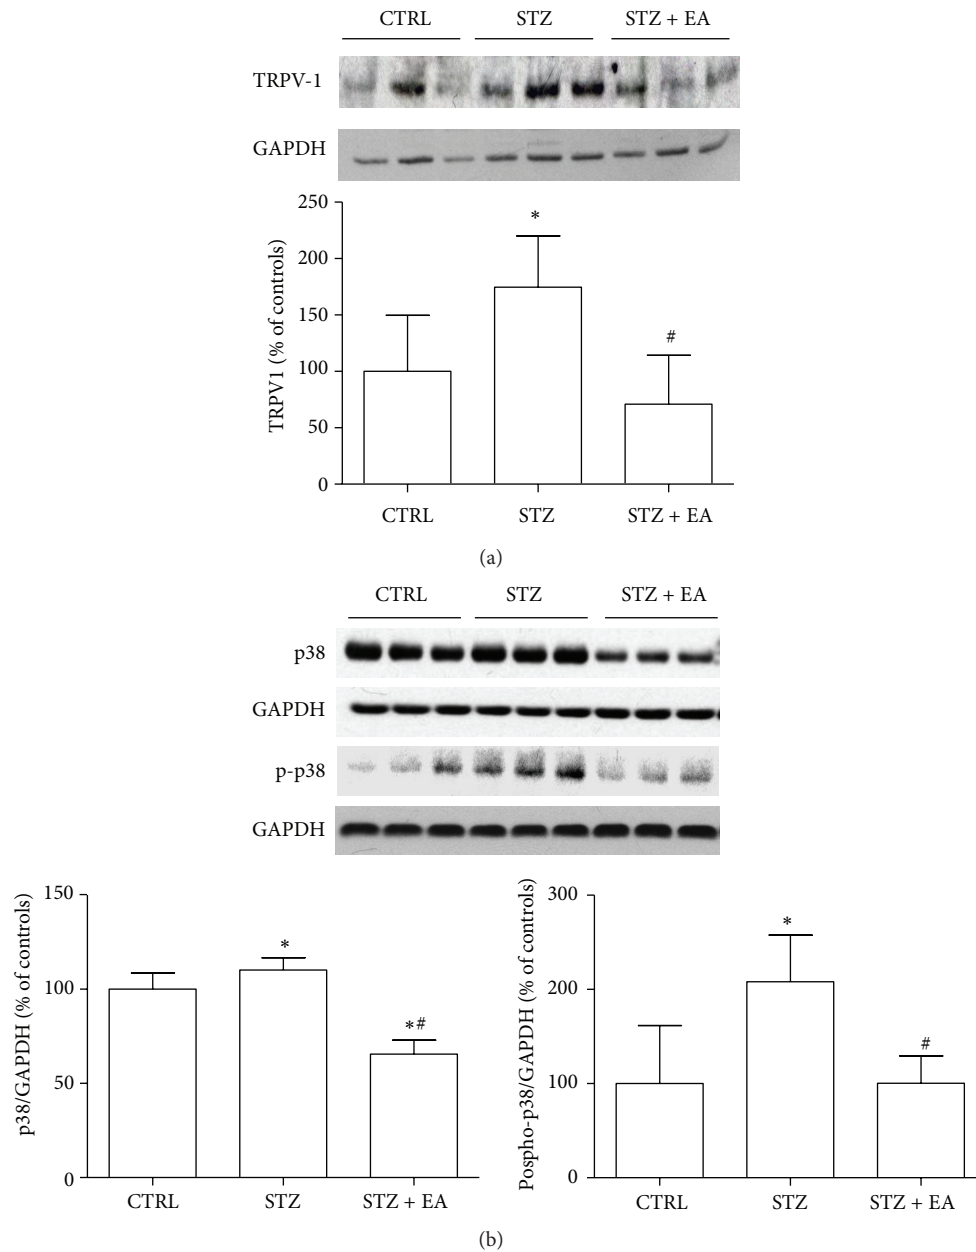 CTRL STZ STZ + EA
TRPV-1
GAPDH
250
200
150
100
50
0
TRPV1 (% of controls)
*
#
CTRL STZ STZ + EA
(a)
CTRL STZ STZ + EA
p38
GAPDH
p-p38
GAPDH
150
100
50
0
p38/GAPDH (% of controls)
*
*#
CTRL STZ STZ + EA
300
200
100
0
Pospho-p38/GAPDH (% of controls)
*
#
CTRL STZ STZ + EA
(b)